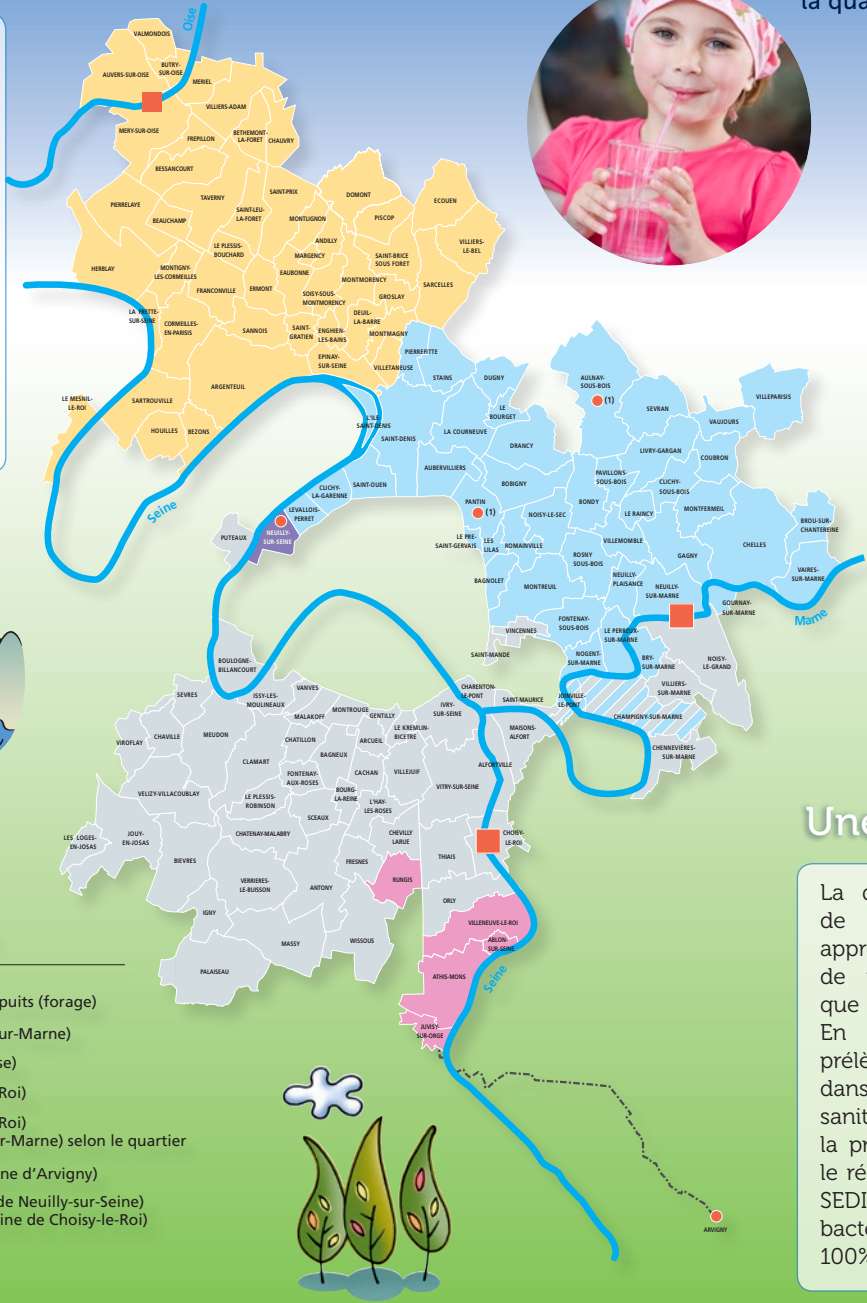 la qua
Oise
VALMONDOIS
BUTRY-
SUR-OISE
AUVERS-SUR-OISE
MERIEL
VILLIERS-ADAM
MERY-SUR-OISE
FREPILLON
BETHEMONT-
LA-FORET
CHAUVRY
BESSANCOURT
PIERRELAYE
TAVERNY
SAINT-PRIX
DOMONT
ECOUEN
BEAUCHAMP
SAINT-LEU-
LA-FORET
MONTLIGNON
PISCOP
LE PLESSIS-
BOUCHARD
ANDILLY
MARGENCY
SAINT-BRICE
SOUS FORET
VILLIERS-
LE-BEL
HERBLAY
MONTIGNY-
LES-CORMEILLES
EAUBONNE
MONTMORENCY
SARCELLES
FRANCONVILLE
ERMONT
SOISY-SOUS-
MONTMORENCY
GROSLAY
LA FRETTE-
SUR-SEINE
CORMEILLES-
EN-PARISIS
SANNOIS
SAINT-
GRATIEN
ENGHIEN-
LES-BAINS
DEUIL-
LA-BARRE
MONTMAGNY
EPINAY-
SUR-SEINE
VILLETANEUSE
PIERREFITTE
ARGENTEUIL
LE MESNIL-
LE-ROI
SARTROUVILLE
HOUILLES
BEZONS
STAINS
DUGNY
AULNAY-
SOUS-BOIS
(1)
VILLEPARISIS
SEVRAN
VAUJOURS
L'ILE
SAINT-DENIS
SAINT-DENIS
LA COURNEUVE
LE
BOURGET
DRANCY
LIVRY-GARGAN
COUBRON
AUBERVILLIERS
BOBIGNY
PAVILLONS-
SOUS-BOIS
CLICHY-
SOUS-BOIS
CLICHY-
LA-GARENNE
SAINT-OUEN
PANTIN
(1)
BONDY
LE RAINCY
MONTFERMEIL
BROU-SUR-
CHANTEREINE
Seine
LEVALLOIS-
PERRET
NEUILLY-
SUR-SEINE
PUTEAUX
NOISY-LE-SEC
LE PRE-
SAINT-GERVAIS
LES
LILAS
ROMAINVILLE
VILLEMOMBLE
GAGNY
CHELLES
VAIRES-
SUR-MARNE
ROSNY
SOUS-BOIS
BAGNOLET
MONTREUIL
NEUILLY-
PLAISANCE
NEUILLY-
SUR-MARNE
GOURNAY-
SUR-MARNE
Marne
FONTENAY-
SOUS-BOIS
LE PERREUX-
SUR-MARNE
VINCENNES
SAINT-MANDE
NOGENT-
SUR-MARNE
BRY-
SUR-MARNE
NOISY-
LE-GRAND
VILLIERS-
SUR-MARNE
JOINVILLE-
LE-PONT
CHAMPIGNY-SUR-MARNE
CHENNEVIÈRES-
SUR-MARNE
BOULOGNE-
BILLANCOURT
SEVRES
ISSY-LES-
MOULINEAUX
VANVES
MALAKOFF
MONTROUGE
GENTILLY
CHARENTON-
LE-PONT
IVRY-
SUR-SEINE
SAINT-MAURICE
MAISONS-
ALFORT
LE KREMLIN-
BICETRE
VIROFLAY
CHAVILLE
MEUDON
CHATILLON
ARCUEIL
BAGNEUX
CLAMART
FONTENAY-
AUX-ROSES
CACHAN
VILLEJUIF
ALFORTVILLE
VITRY-SUR-SEINE
VELIZY-VILLACOUBLAY
LE PLESSIS-
ROBINSON
BOURG-
LA-REINE
L'HAY-
LES-ROSES
SCEAUX
LES LOGES-
EN-JOSAS
JOUY-
EN-JOSAS
CHATENAY-MALABRY
CHEVILLY
LARUE
CHOISY-
LE-ROI
THIAIS
BIEVRES
FRESNES
RUNGIS
VERRIERES-
LE-BUISSON
ANTONY
ORLY
IGNY
VILLENEUVE-LE-ROI
MASSY
WISSOUS
ABLON-
SUR-SEINE
PALAISEAU
ATHIS-MONS
Seine
JUVISY-
SUR-ORGE
ARVIGNY
puits (forage)
ur-Marne)
se)
Roi)
Roi)
r-Marne) selon le quartier
ne d'Arvigny)
de Neuilly-sur-Seine)
ine de Choisy-le-Roi)
Une
La c
de
appr
de
que
En
prélè
dans
sanit
la pr
le ré
SEDI
bacte
100%